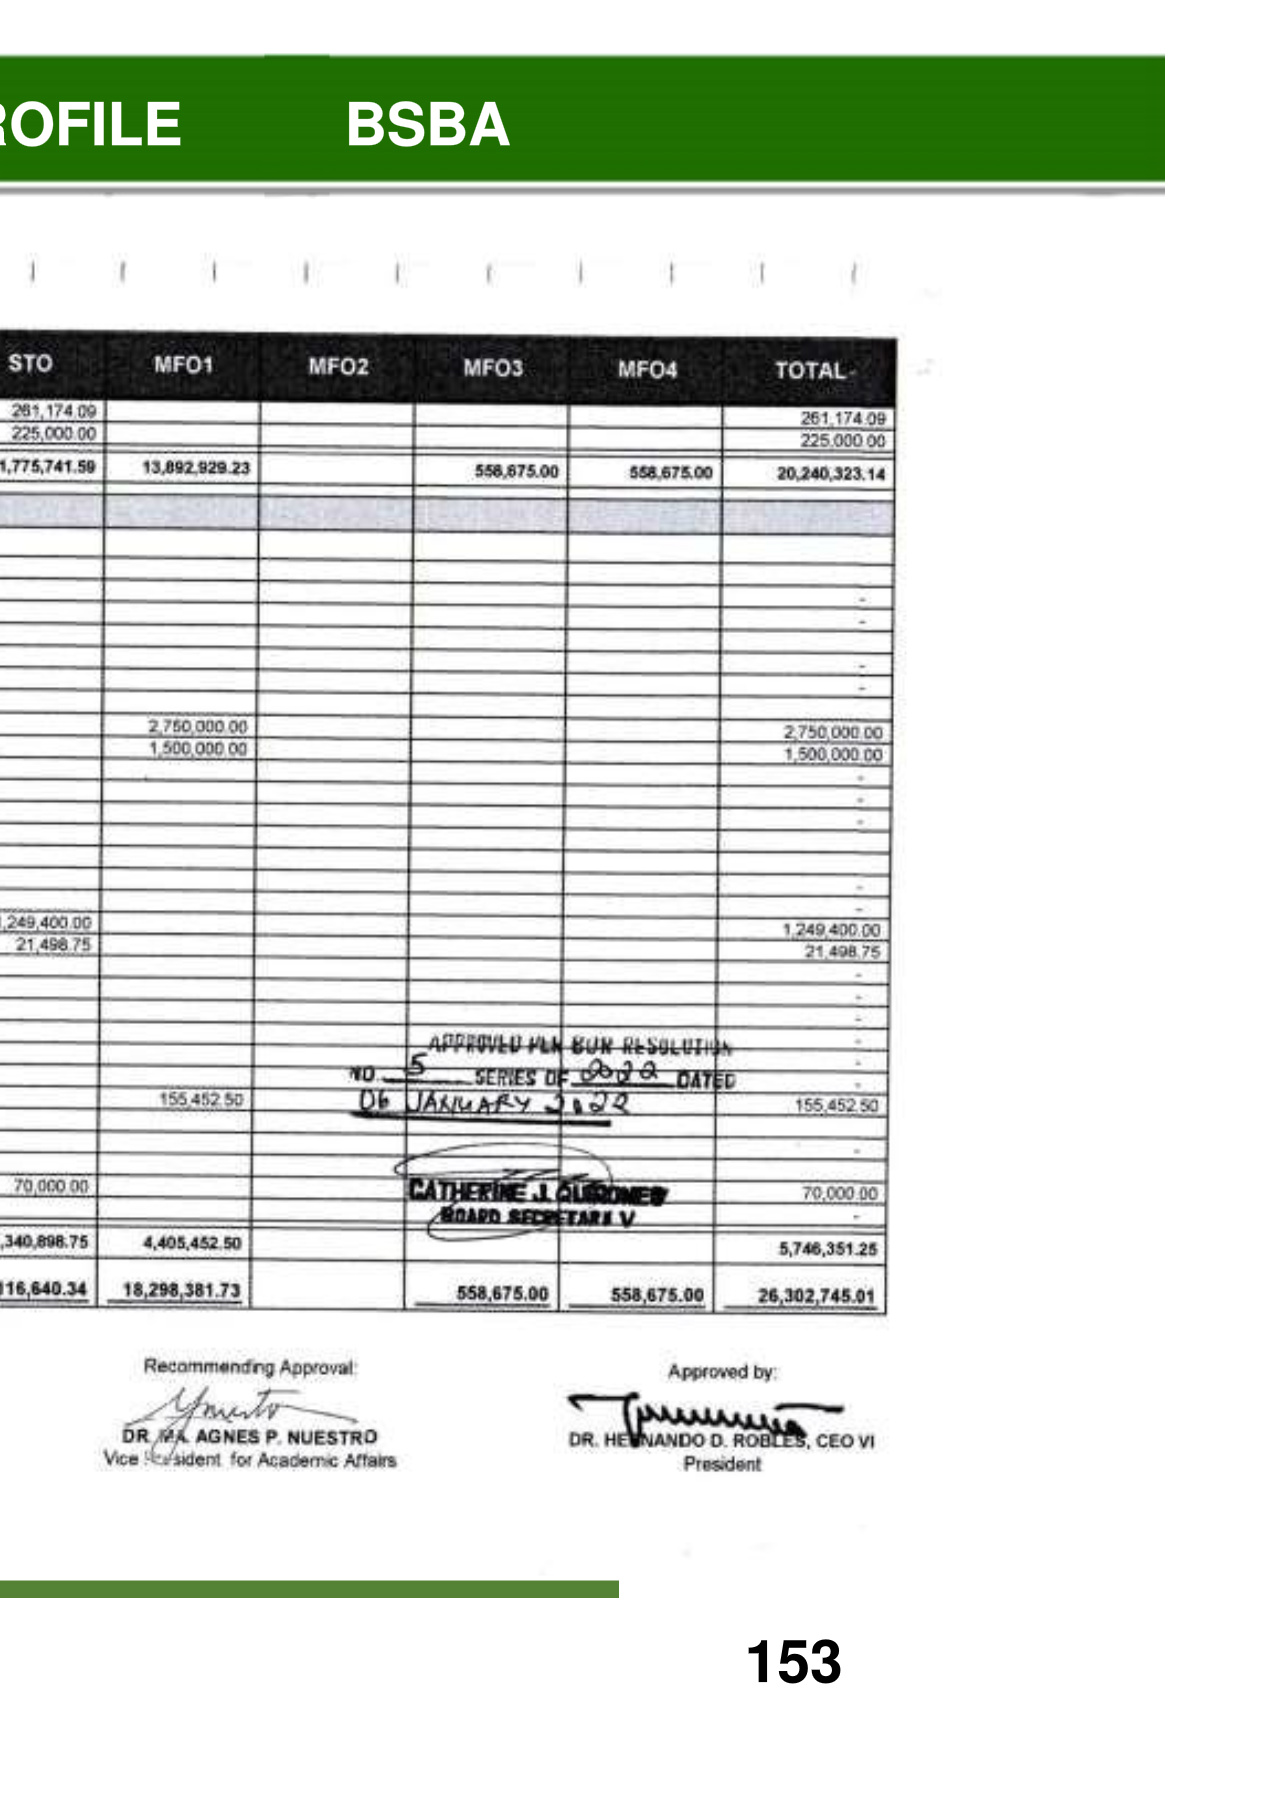 ROFILE BSBA
STO MFO1 MFO2 MFO3 MFO4 TOTAL
261,174.09 261,174.09
225,000.00 225,000.00
1,775,741.59 13,892,929.23 558,675.00 558,675.00 20,240,323.14
-
-
-
-
2,750,000.00 2,750,000.00
1,500,000.00 1,500,000.00
-
-
-
-
-
1,249,400.00 1,249,400.00
21,498.75 21,498.75
-
-
-
-
APPROVED PER BUR RESOLUTION
-
NO. 5 SERIES OF 2022 DATED
155,452.50 06 JANUARY 2022 155,452.50
-
70,000.00 CATHERINE J. QUIRONES 70,000.00
BOARD SECRETARY V -
,340,898.75 4,405,452.50 5,746,351.25
116,640.34 18,298,381.73 558,675.00 558,675.00 26,302,745.01
Recommending Approval: Approved by:
DR. MA. AGNES P. NUESTRO DR. HERNANDO D. ROBLES, CEO VI
Vice President for Academic Affairs President
153